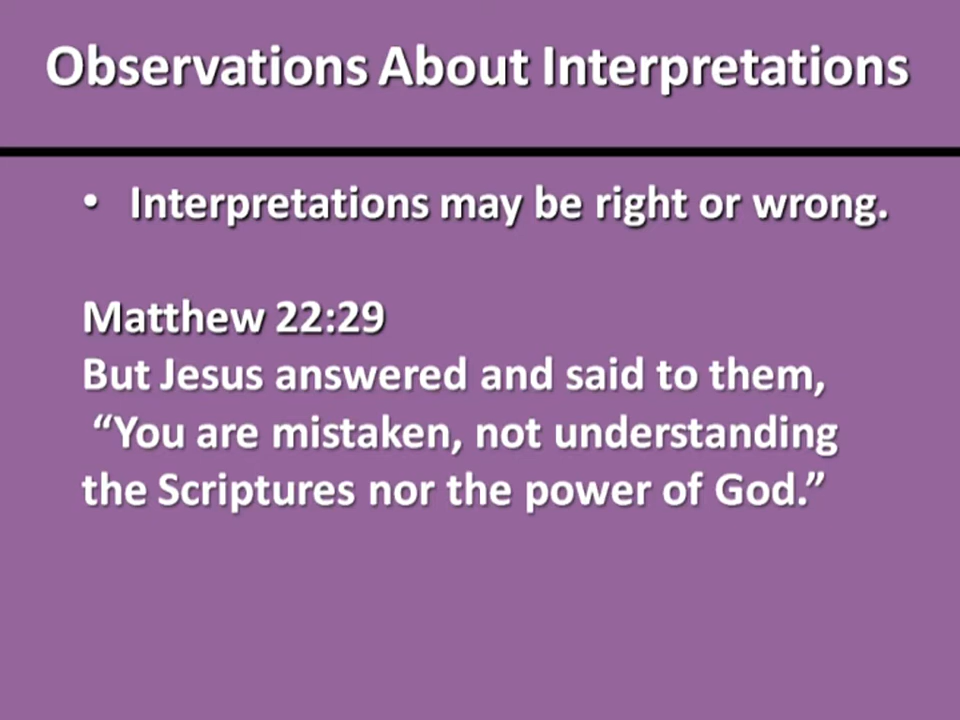 Observations About Interpretations
• Interpretations may be right or wrong.
Matthew 22:29
But Jesus answered and said to them,
“You are mistaken, not understanding
the Scriptures nor the power of God.”